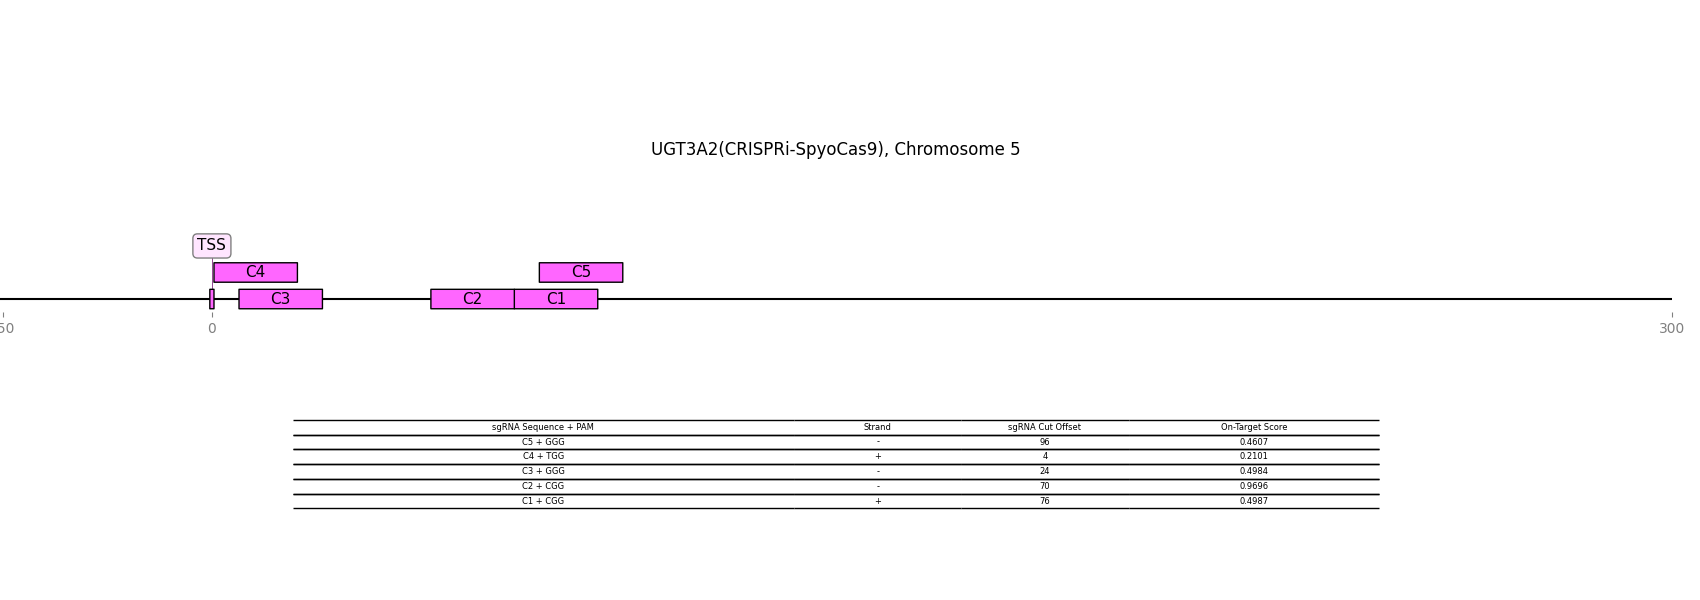 UGT3A2(CRISPRi-SpyoCas9), Chromosome 5
TSS
C4 C5
C3 C2 C1
50 0 300
sgRNA Sequence + PAM Strand sgRNA Cut Offset On-Target Score
C5 + GGG - 96 0.4607
C4 + TGG + 4 0.2101
C3 + GGG - 24 0.4984
C2 + CGG - 70 0.9696
C1 + CGG + 76 0.4987